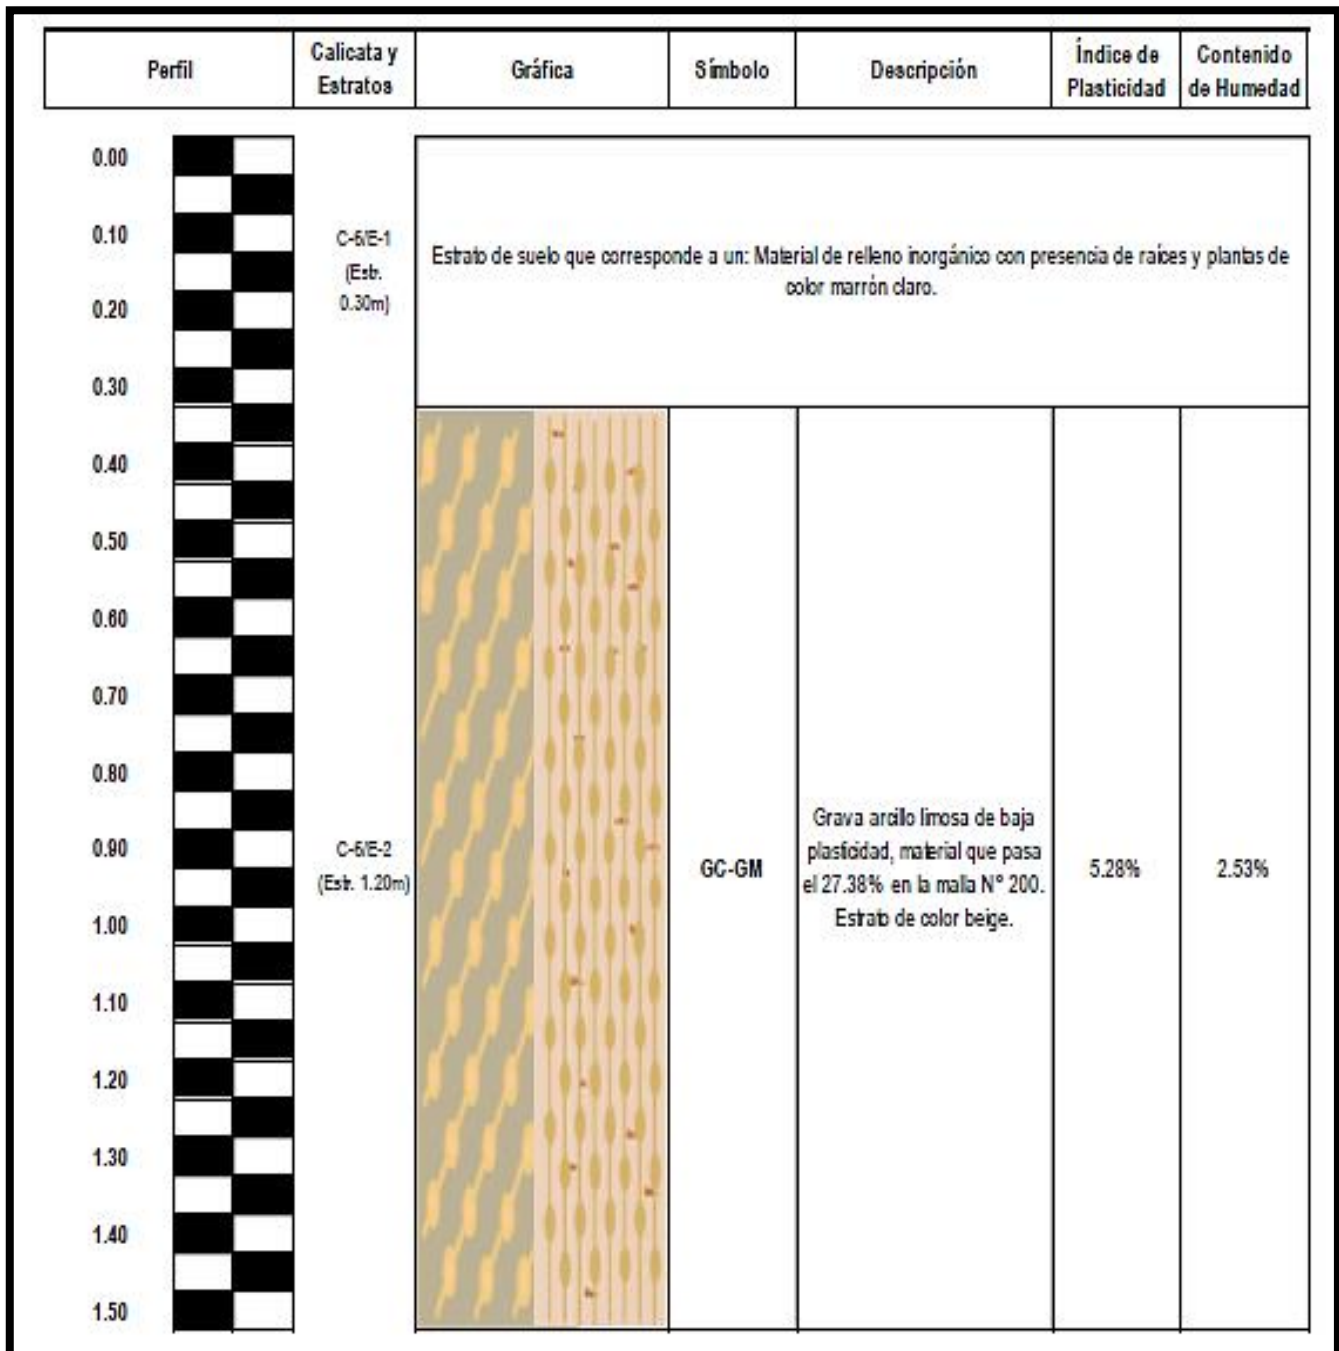 Perfil
Calicata y
Estratos
Gráfica
Símbolo
Descripción
Índice de
Plasticidad
Contenido
de Humedad
0.00
0.10
0.20
0.30
C-6/E-1
(Estr.
0.30m)
Estrato de suelo que corresponde a un: Material de relleno inorgánico con presencia de raíces y plantas de
color marrón claro.
0.40
0.50
0.60
0.70
0.80
0.90
1.00
1.10
1.20
1.30
1.40
1.50
C-6/E-2
(Estr. 1.20m)
GC-GM
Grava arcillo limosa de baja
plasticidad, material que pasa
el 27.38% en la malla N° 200.
Estrato de color beige.
5.28%
2.53%